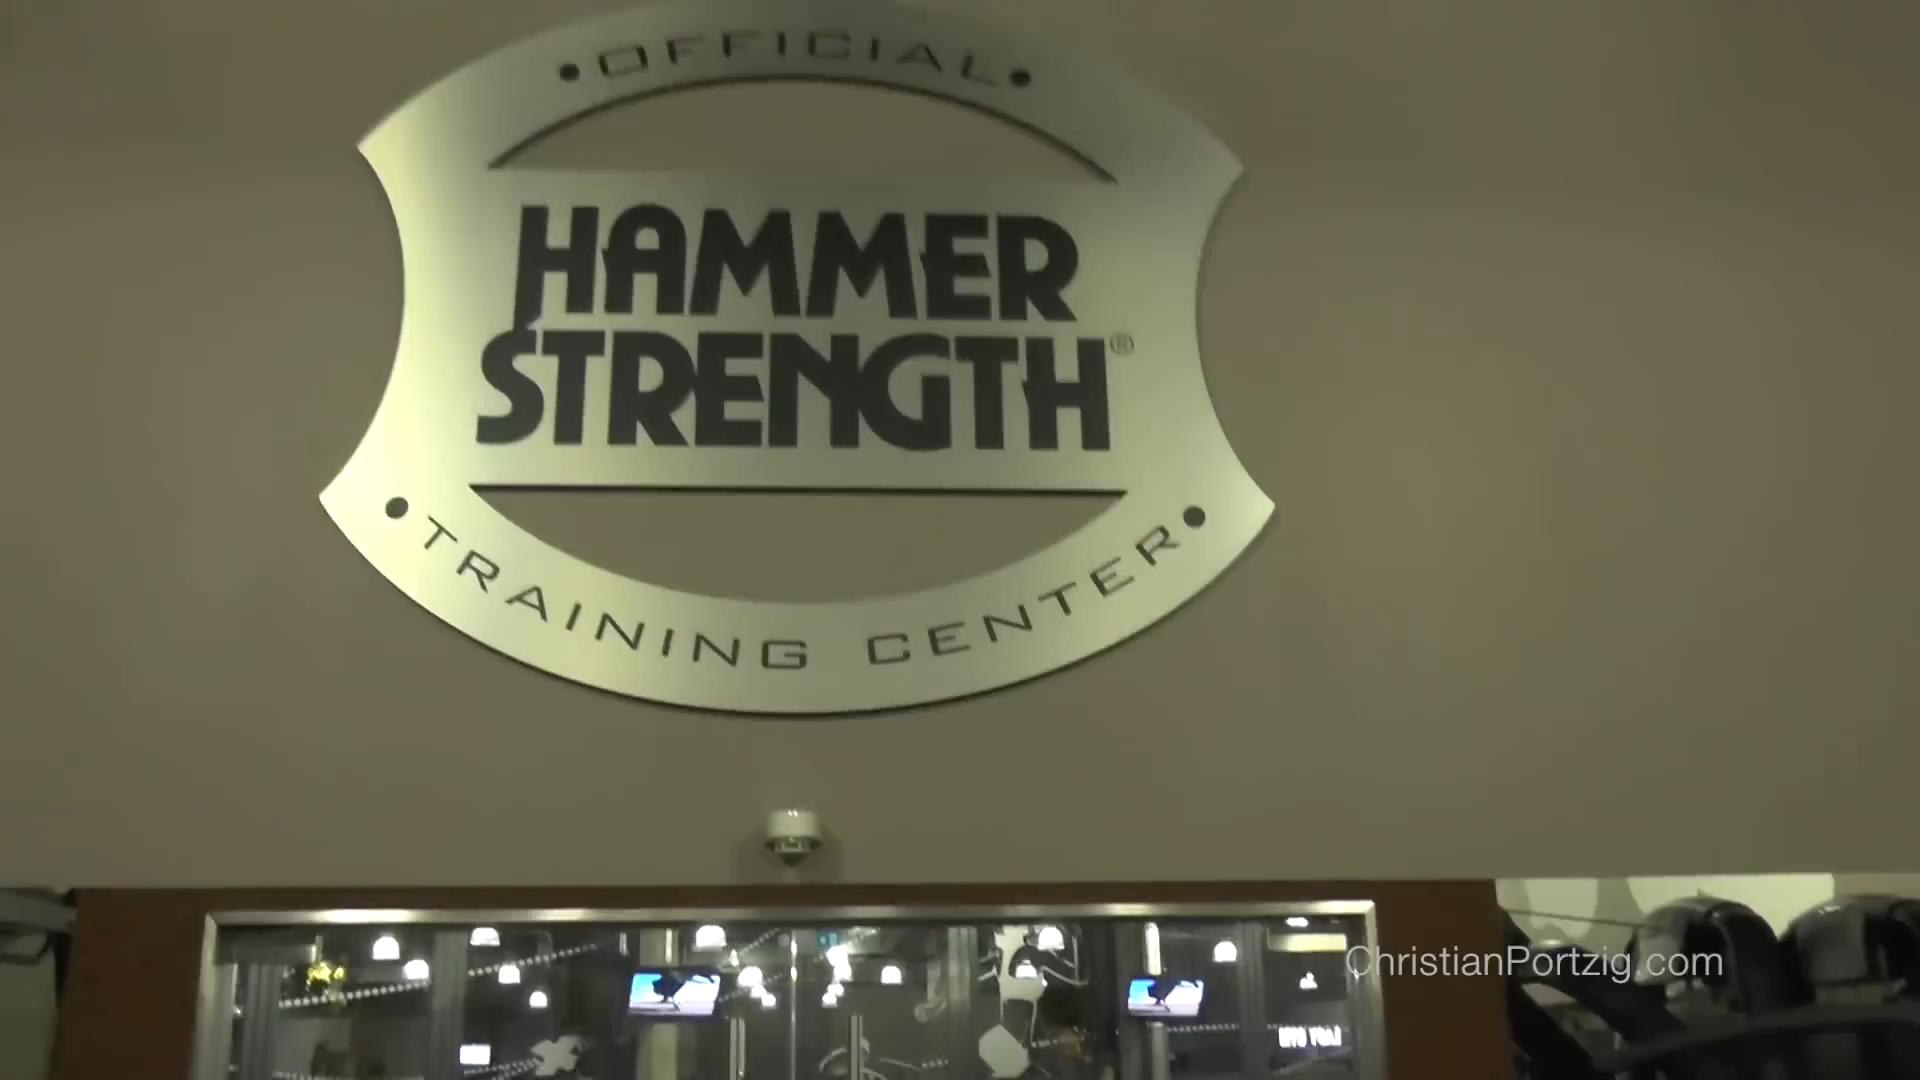 • OFFICIAL •
HAMMER
STRENGTH®
• TRAINING CENTER •
ChristianPortzig.com